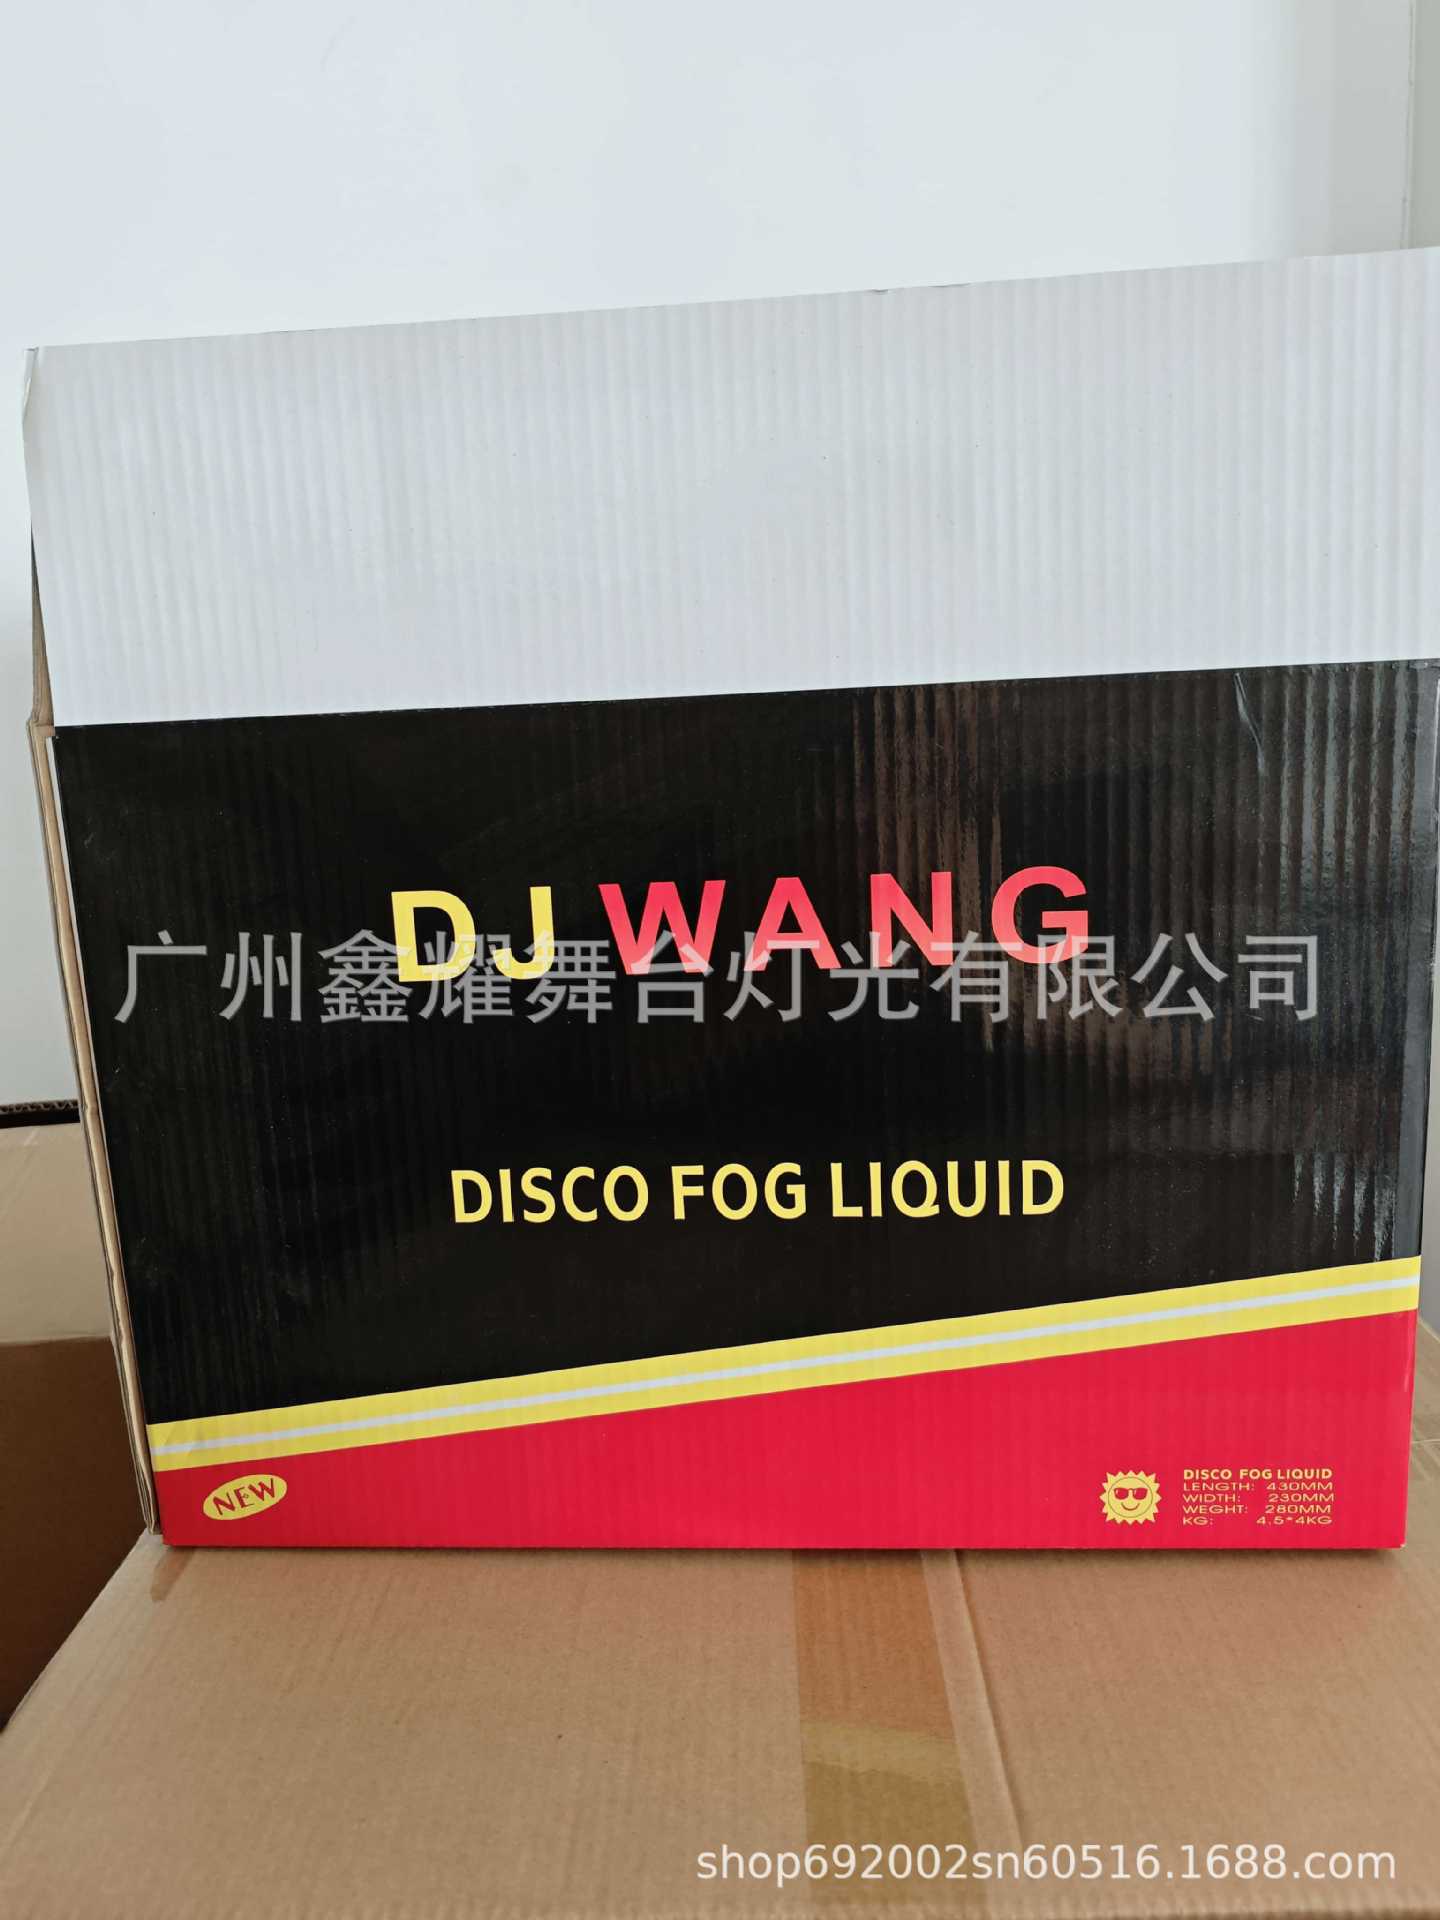 DJ WANG
广州鑫耀舞台灯光有限公司
DISCO FOG LIQUID
NEW
DISCO FOG LIQUID
LENGTH: 430MM
WIDTH: 230MM
WEGHT: 280MM
KG: 4.5*4KG
shop692002sn60516.1688.com